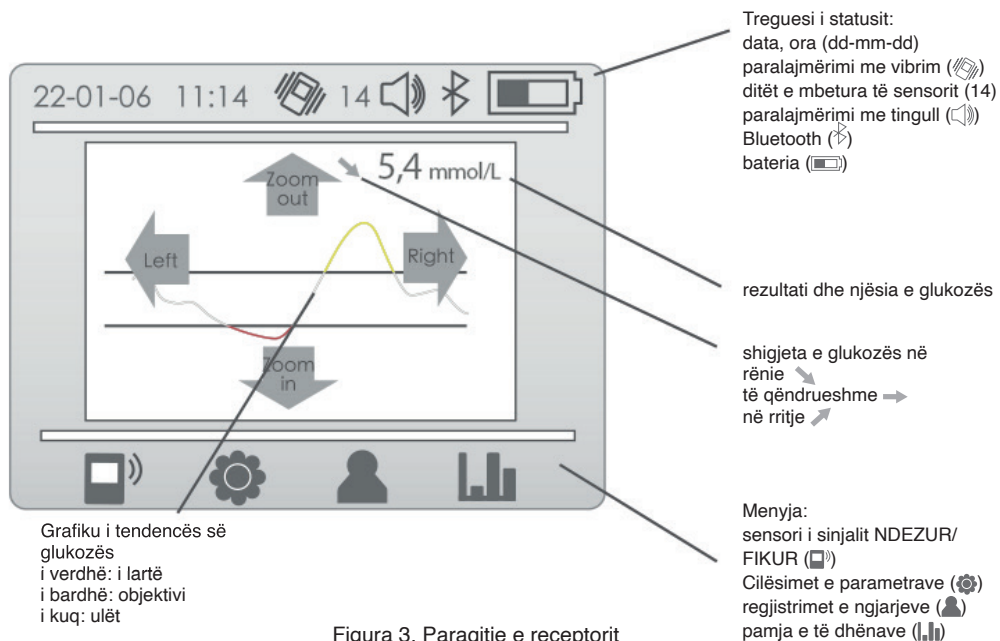 Treguesi i statusit:
data, ora (dd-mm-dd)
paralajmërimi me vibrim ()
ditët e mbetura të sensorit (14)
paralajmërimi me tingull ()
Bluetooth ()
bateria ()
22-01-06 11:14 14
5,4 mmol/L
Zoom
out
Left
Right
Zoom
in
rezultati dhe njësia e glukozës
shigjeta e glukozës në
rënie
të qëndrueshme
në rritje
Grafiku i tendencës së
glukozës
i verdhë: i lartë
i bardhë: objektivi
i kuq: ulët
Menyja:
sensori i sinjalit NDEZUR/
FIKUR ()
Cilësimet e parametrave ()
regjistrimet e ngjarjeve ()
pamja e të dhënave ()
Figura 3. Paraqitje e receptorit